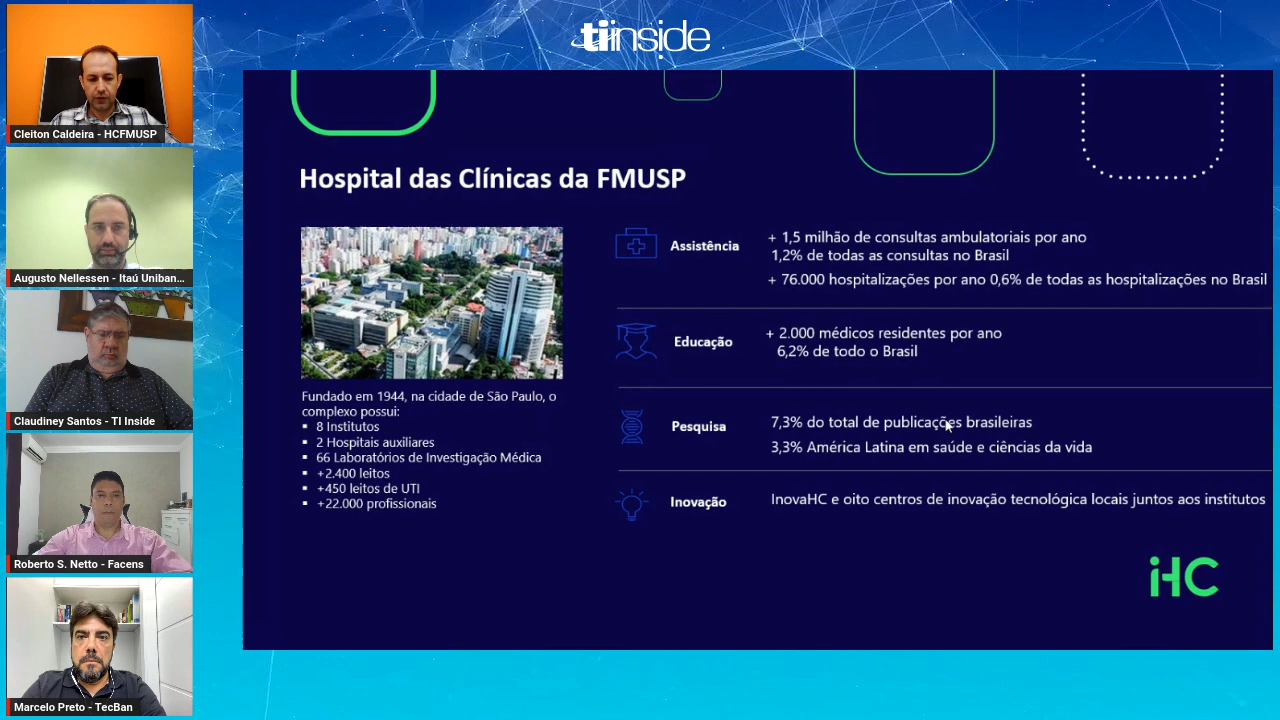 tiinside
Cleiton Caldeira - HCFMUSP
Augusto Nellessen - Itaú Uniban...
Claudiney Santos - TI Inside
Roberto S. Netto - Facens
Marcelo Preto - TecBan
Hospital das Clínicas da FMUSP
Fundado em 1944, na cidade de São Paulo, o
complexo possui:
▪ 8 Institutos
▪ 2 Hospitais auxiliares
▪ 66 Laboratórios de Investigação Médica
▪ +2.400 leitos
▪ +450 leitos de UTI
▪ +22.000 profissionais
Assistência
+ 1,5 milhão de consultas ambulatoriais por ano
1,2% de todas as consultas no Brasil
+ 76.000 hospitalizações por ano 0,6% de todas as hospitalizações no Brasil
Educação
+ 2.000 médicos residentes por ano
6,2% de todo o Brasil
Pesquisa
7,3% do total de publicações brasileiras
3,3% América Latina em saúde e ciências da vida
Inovação
InovaHC e oito centros de inovação tecnológica locais juntos aos institutos
iHC